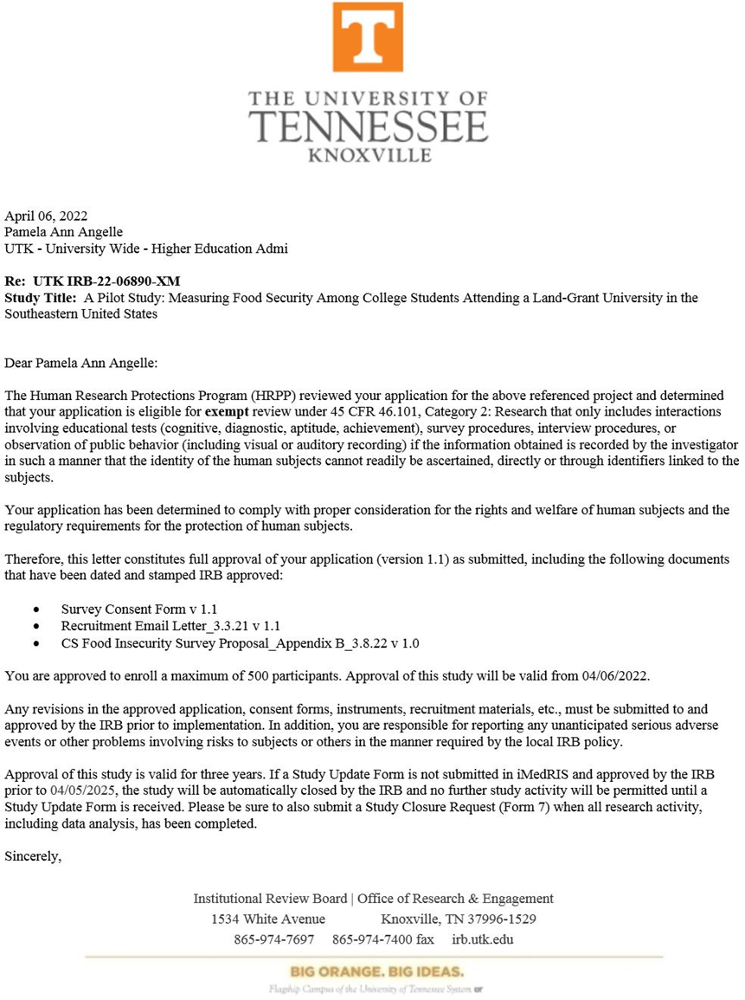 T
THE UNIVERSITY OF
TENNESSEE
KNOXVILLE
April 06, 2022
Pamela Ann Angelle
UTK - University Wide - Higher Education Admi
Re: UTK IRB-22-06890-XM
Study Title: A Pilot Study: Measuring Food Security Among College Students Attending a Land-Grant University in the
Southeastern United States
Dear Pamela Ann Angelle:
The Human Research Protections Program (HRPP) reviewed your application for the above referenced project and determined
that your application is eligible for exempt review under 45 CFR 46.101, Category 2: Research that only includes interactions
involving educational tests (cognitive, diagnostic, aptitude, achievement), survey procedures, interview procedures, or
observation of public behavior (including visual or auditory recording) if the information obtained is recorded by the investigator
in such a manner that the identity of the human subjects cannot readily be ascertained, directly or through identifiers linked to the
subjects.
Your application has been determined to comply with proper consideration for the rights and welfare of human subjects and the
regulatory requirements for the protection of human subjects.
Therefore, this letter constitutes full approval of your application (version 1.1) as submitted, including the following documents
that have been dated and stamped IRB approved:
• Survey Consent Form v 1.1
• Recruitment Email Letter_3.3.21 v 1.1
• CS Food Insecurity Survey Proposal_Appendix B_3.8.22 v 1.0
You are approved to enroll a maximum of 500 participants. Approval of this study will be valid from 04/06/2022.
Any revisions in the approved application, consent forms, instruments, recruitment materials, etc., must be submitted to and
approved by the IRB prior to implementation. In addition, you are responsible for reporting any unanticipated serious adverse
events or other problems involving risks to subjects or others in the manner required by the local IRB policy.
Approval of this study is valid for three years. If a Study Update Form is not submitted in iMedRIS and approved by the IRB
prior to 04/05/2025, the study will be automatically closed by the IRB and no further study activity will be permitted until a
Study Update Form is received. Please be sure to also submit a Study Closure Request (Form 7) when all research activity,
including data analysis, has been completed.
Sincerely,
Institutional Review Board | Office of Research & Engagement
1534 White Avenue Knoxville, TN 37996-1529
865-974-7697 865-974-7400 fax irb.utk.edu
BIG ORANGE. BIG IDEAS.
Flagship Campus of the University of Tennessee System UT